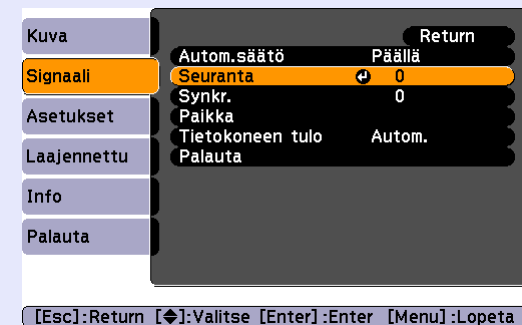 Kuva
Signaali
Asetukset
Laajennettu
Info
Palauta
Return
Autom.säätö Päällä
Seuranta 0
Synkr. 0
Paikka
Tietokoneen tulo Autom.
Palauta
[Esc]:Return [◆]:Valitse [Enter]:Enter [Menu]:Lopeta